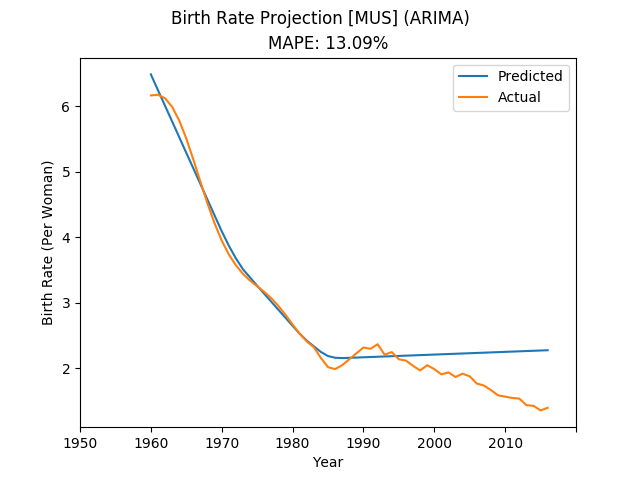 Birth Rate Projection [MUS] (ARIMA)
MAPE: 13.09%
Predicted
Actual
Birth Rate (Per Woman)
6
5
4
3
2
1950 1960 1970 1980 1990 2000 2010
Year